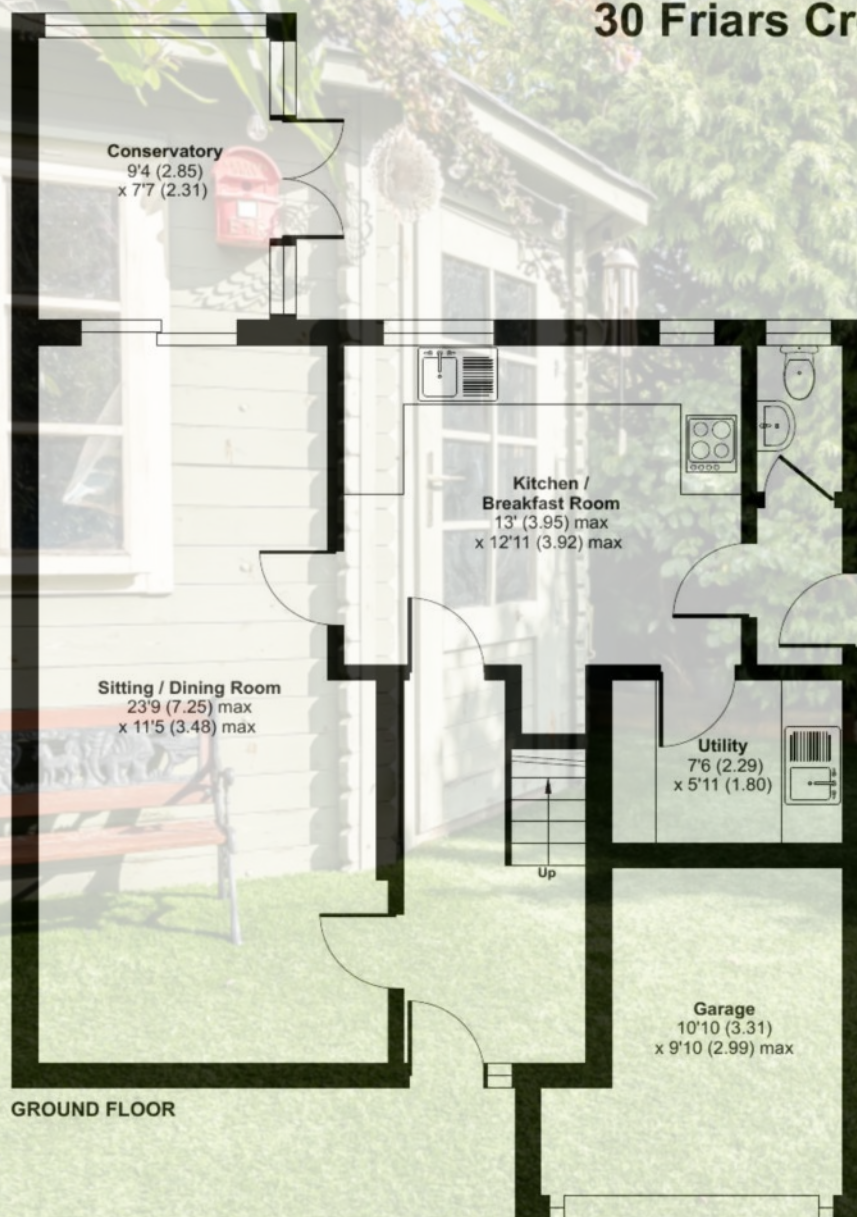 30 Friars Cr
Conservatory
9'4 (2.85)
x 7'7 (2.31)
Kitchen /
Breakfast Room
13' (3.95) max
x 12'11 (3.92) max
Sitting / Dining Room
23'9 (7.25) max
x 11'5 (3.48) max
Utility
7'6 (2.29)
x 5'11 (1.80)
Up
Garage
10'10 (3.31)
x 9'10 (2.99) max
GROUND FLOOR